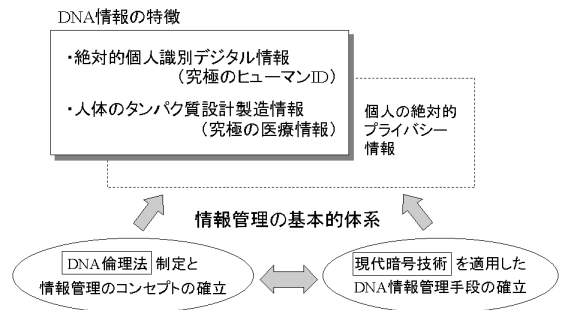 DNA情報の特徴
・絶対的個人識別デジタル情報
（究極のヒューマンID）
・人体のタンパク質設計製造情報
（究極の医療情報）
個人の絶対的
プライバシー
情報
情報管理の基本的体系
DNA倫理法 制定と
情報管理のコンセプトの確立
現代暗号技術 を適用した
DNA情報管理手段の確立